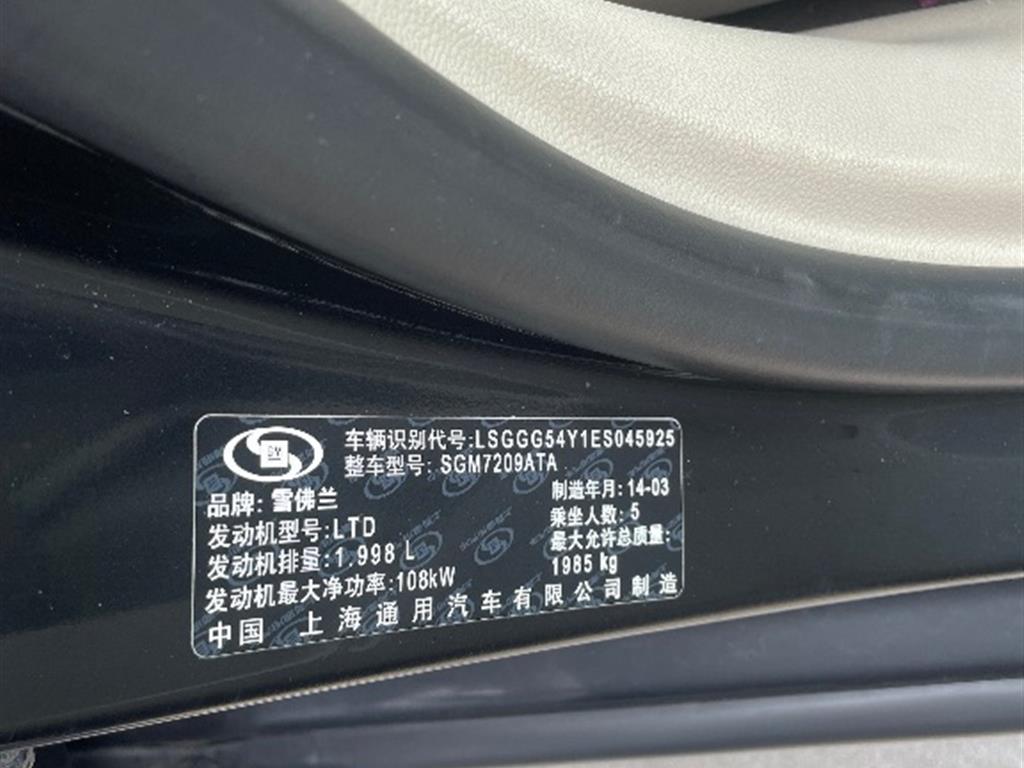 车辆识别代号:LSGGG54Y1ES045925
整车型号: SGM7209ATA
GM
品牌: 雪佛兰
制造年月: 14-03
发动机型号:LTD
乘坐人数: 5
发动机排量:1.998 L
最大允许总质量:
1985 kg
发动机最大净功率:108kW
中国 上海通用汽车有限公司制造